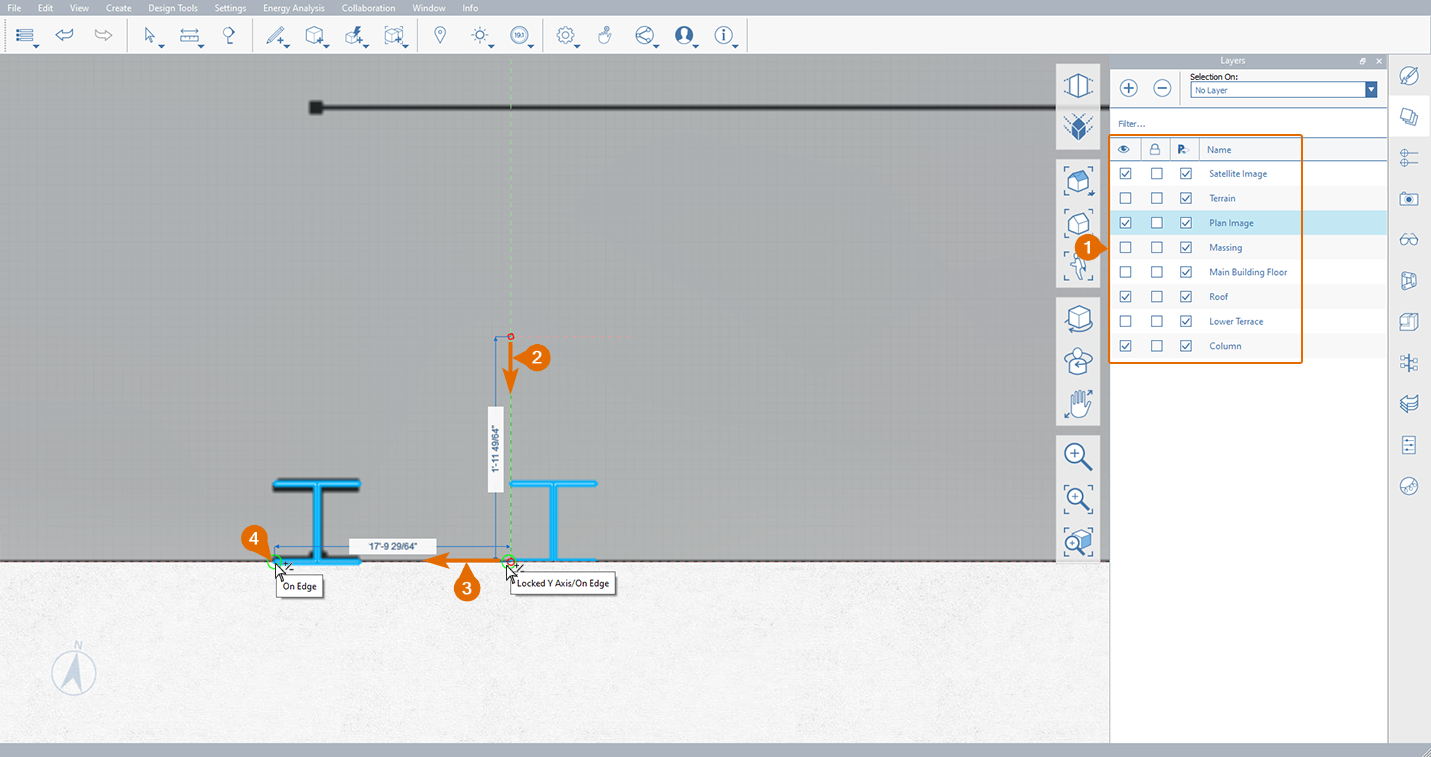 File Edit View Create Design Tools Settings Energy Analysis Collaboration Window Info
19.1
Layers
Selection On:
No Layer
Filter...
Name
Satellite Image
Terrain
Plan Image
Massing
1
Main Building Floor
Roof
Lower Terrace
Column
2
1'-11 49/64"
4
17'-9 29/64"
On Edge
3
Locked Y Axis/On Edge
N